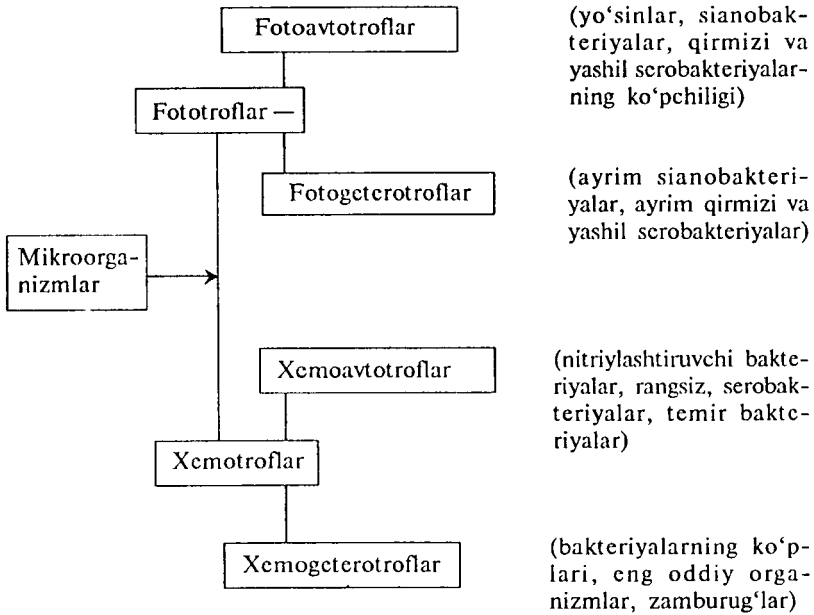 Fotoavtotroflar
(yo‘sinlar, sianobak-
teriyalar, qirmizi va
yashil serobakteriyalar-
ning ko‘pchiligi)
Fototroflar —
Fotogeterotroflar
(ayrim sianobakteri-
yalar, ayrim qirmizi va
yashil serobakteriyalar)
Mikroorga-
nizmlar
Xemoavtotroflar
(nitriylashtiruvchi bakte-
riyalar, rangsiz, serobak-
teriyalar, temir bakte-
riyalar)
Xemotroflar
Xemogeterotroflar
(bakteriyalarning ko‘p-
lari, eng oddiy orga-
nizmlar, zamburug‘lar)